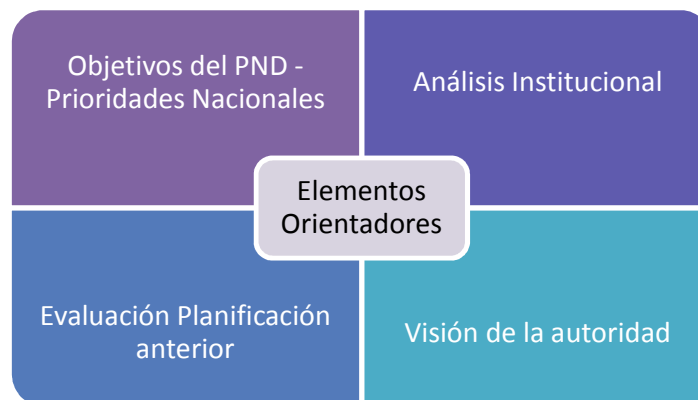 Objetivos del PND -
Prioridades Nacionales
Análisis Institucional
Elementos
Orientadores
Evaluación Planificación
anterior
Visión de la autoridad